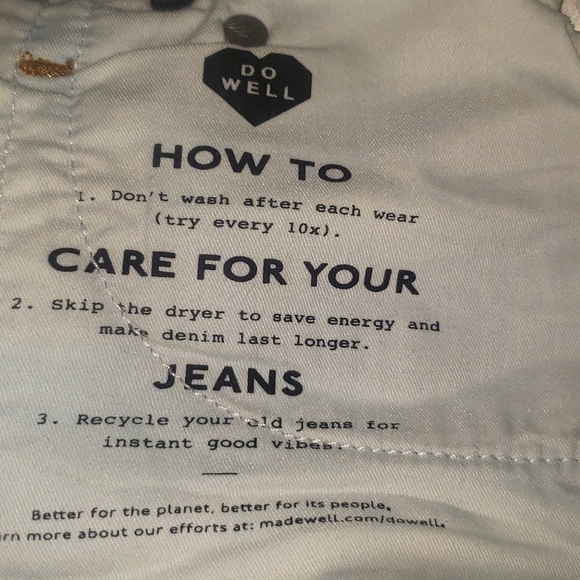 DO
WELL
HOW TO
1. Don't wash after each wear
(try every 10x).
CARE FOR YOUR
2. Skip the dryer to save energy and
make denim last longer.
JEANS
3. Recycle your old jeans for
instant good vibes.
Better for the planet, better for its people,
rn more about our efforts at: madewell.com/dowell.